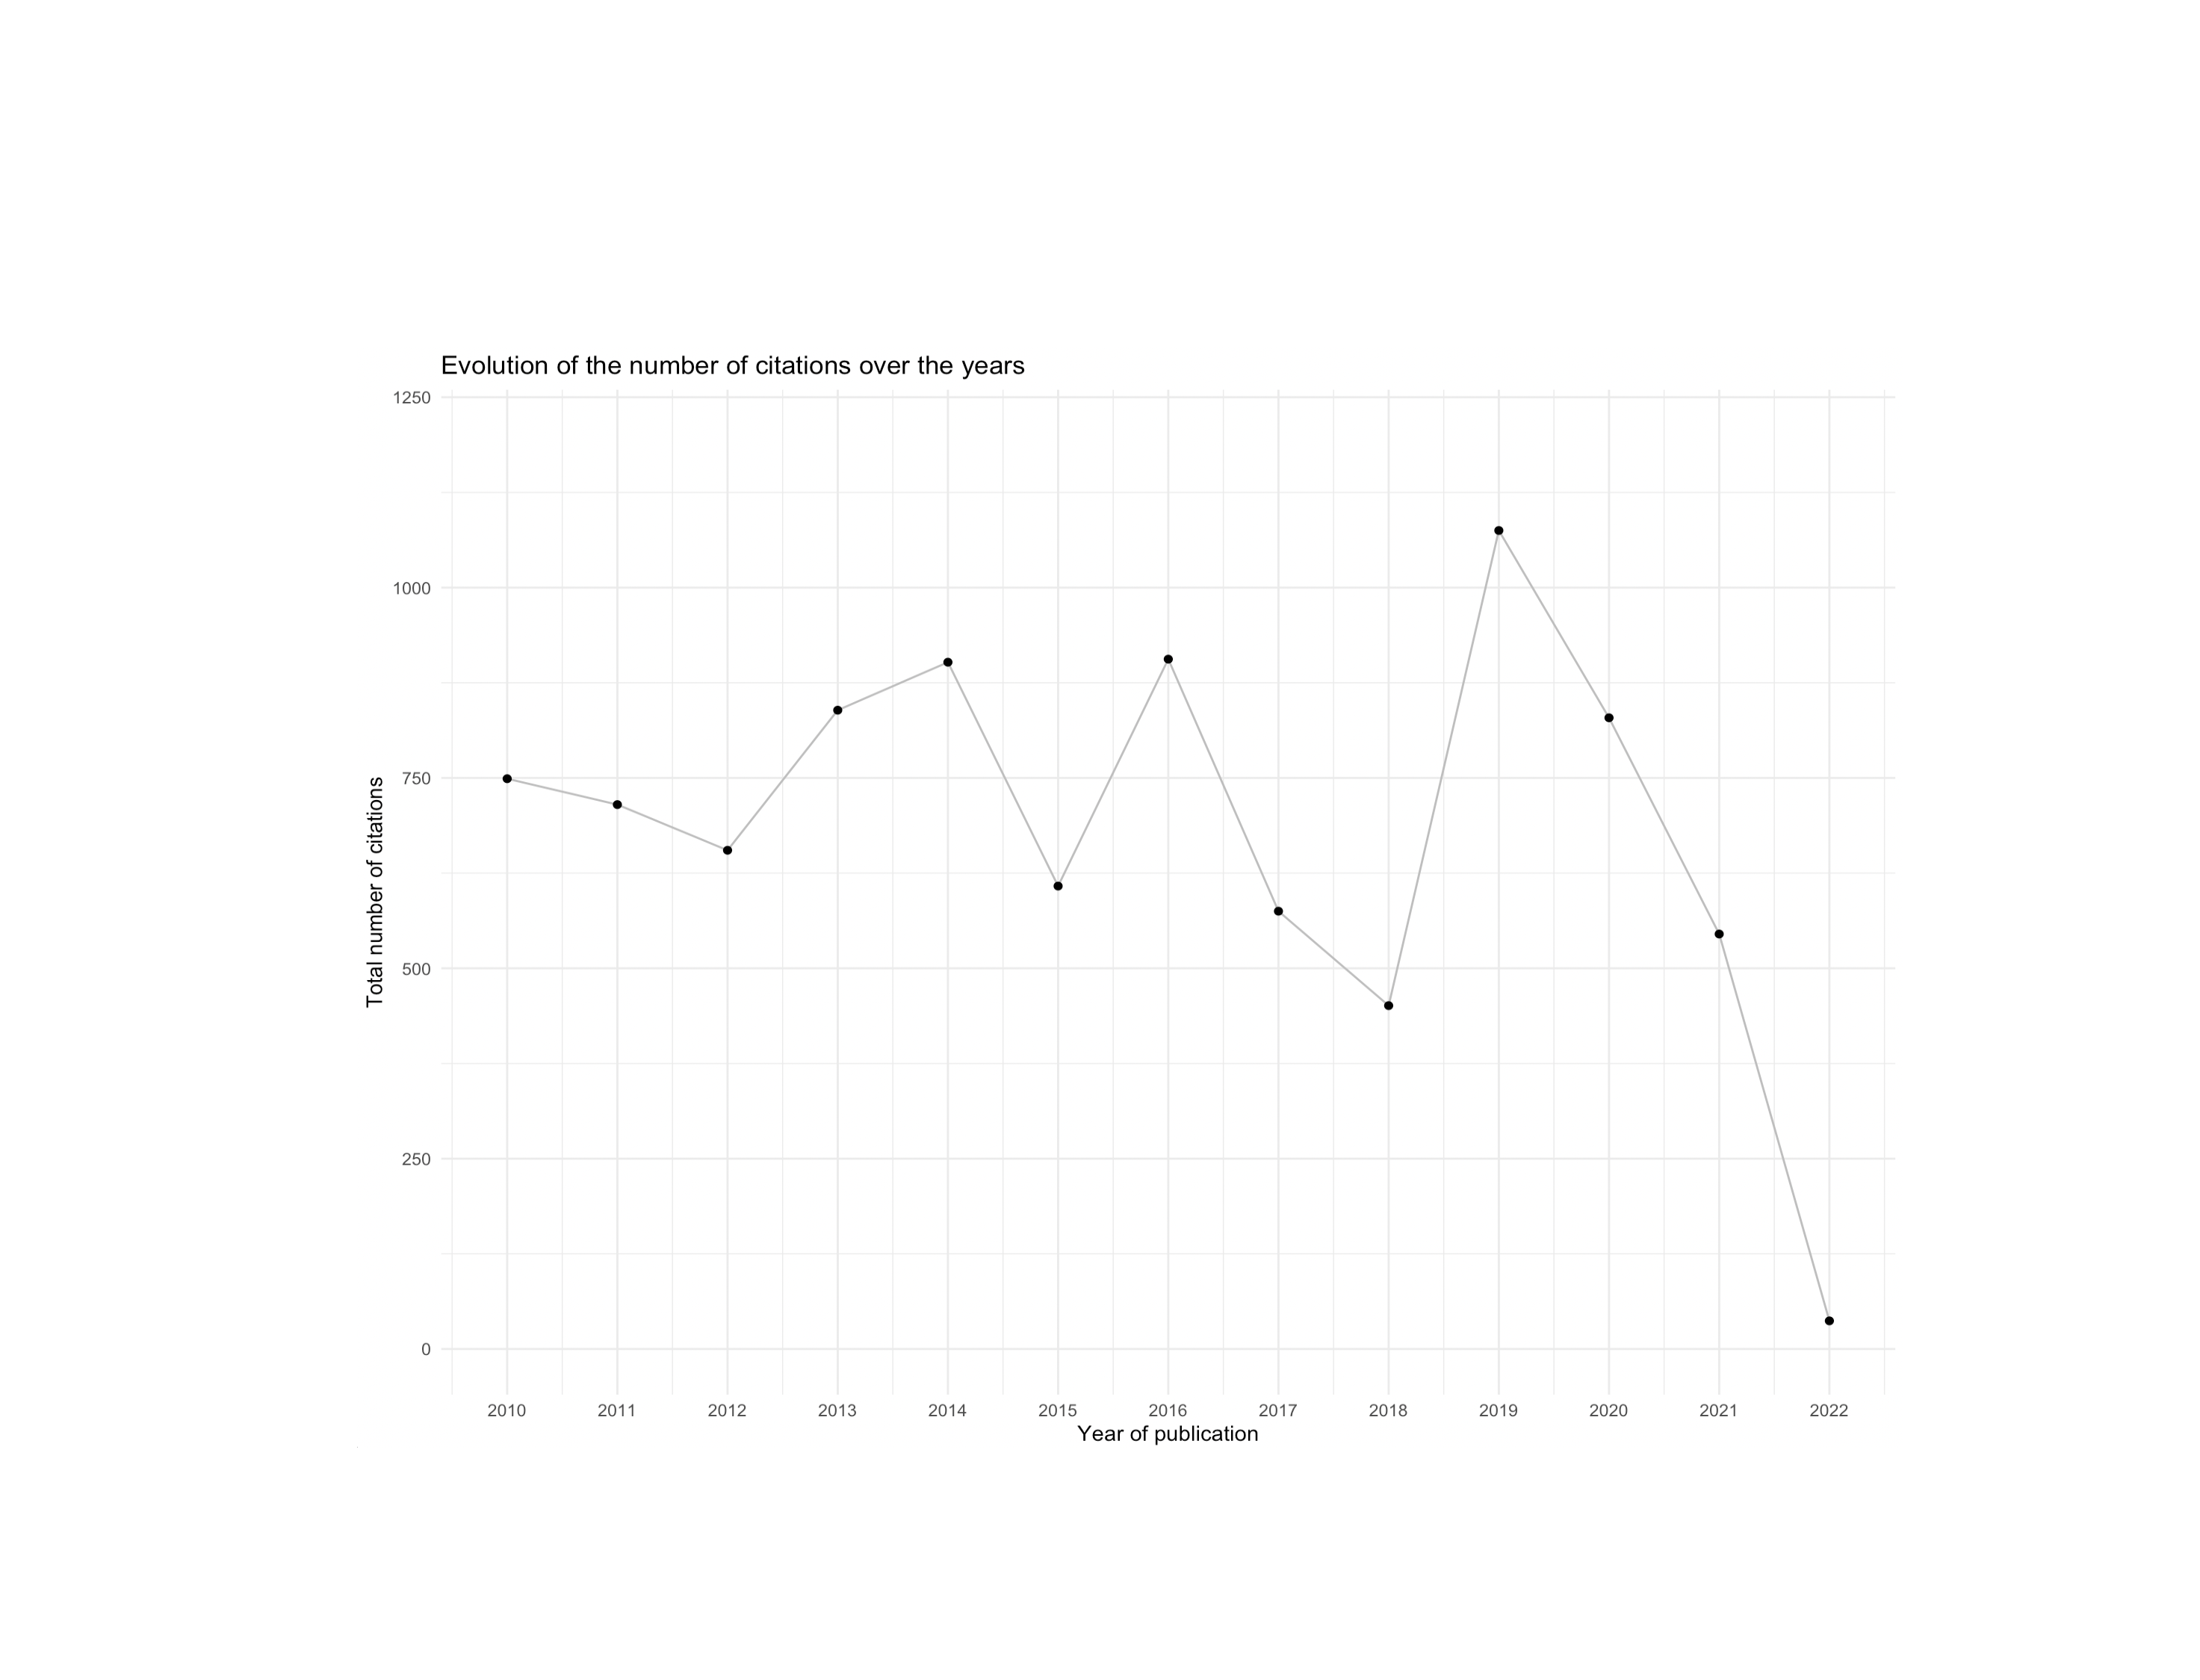 Evolution of the number of citations over the years
1250
1000
750
500
250
0
Total number of citations
2010 2011 2012 2013 2014 2015 2016 2017 2018 2019 2020 2021 2022
Year of publication